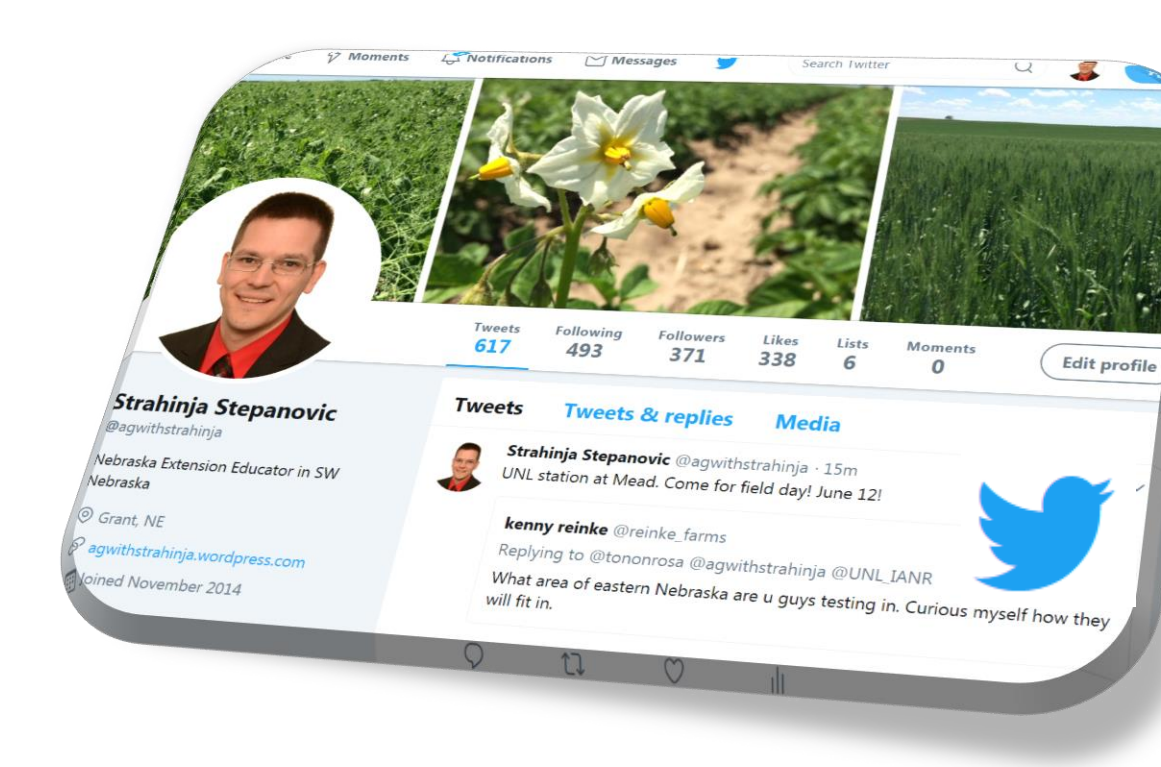 Moments
Notifications
Messages
Search Twitter
Tweets
617
Following
493
Followers
371
Likes
338
Lists
6
Moments
0
Edit profile
Strahinja Stepanovic
@agwithstrahinja
Nebraska Extension Educator in SW
Nebraska
Grant, NE
agwithstrahinja.wordpress.com
Joined November 2014
Tweets Tweets & replies Media
Strahinja Stepanovic @agwithstrahinja · 15m
UNL station at Mead. Come for field day! June 12!
kenny reinke @reinke_farms
Replying to @tononrosa @agwithstrahinja @UNL_IANR
What area of eastern Nebraska are u guys testing in. Curious myself how they
will fit in.